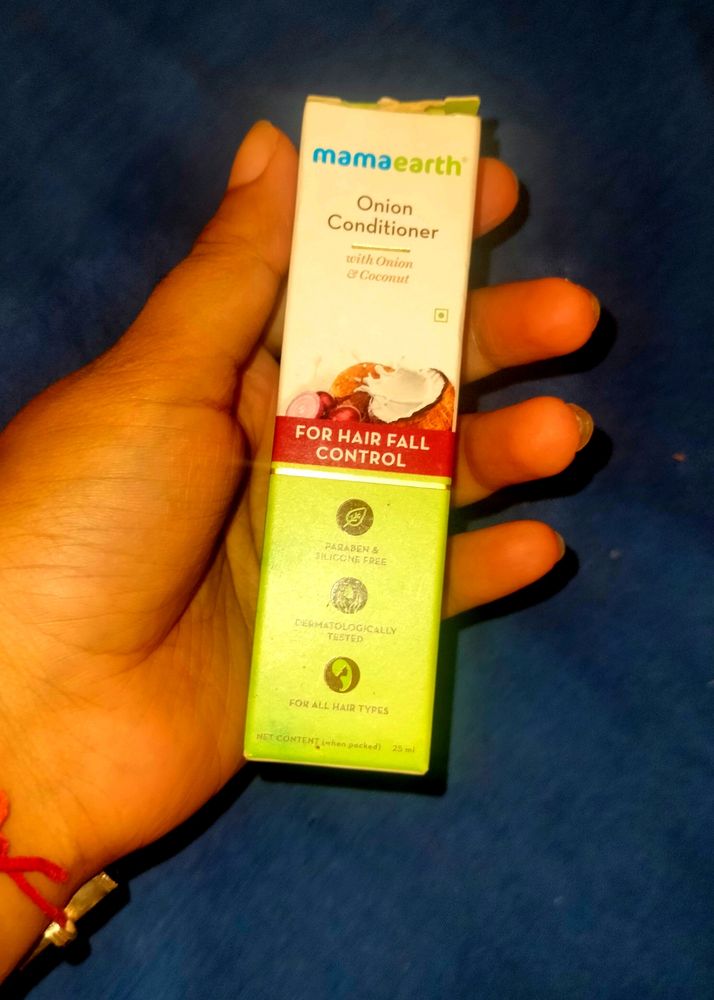 mamaearth®
Onion
Conditioner
with Onion
& Coconut
FOR HAIR FALL
CONTROL
PARABEN &
SILICONE FREE
DERMATOLOGICALLY
TESTED
FOR ALL HAIR TYPES
NET CONTENT (when packed) 25 ml